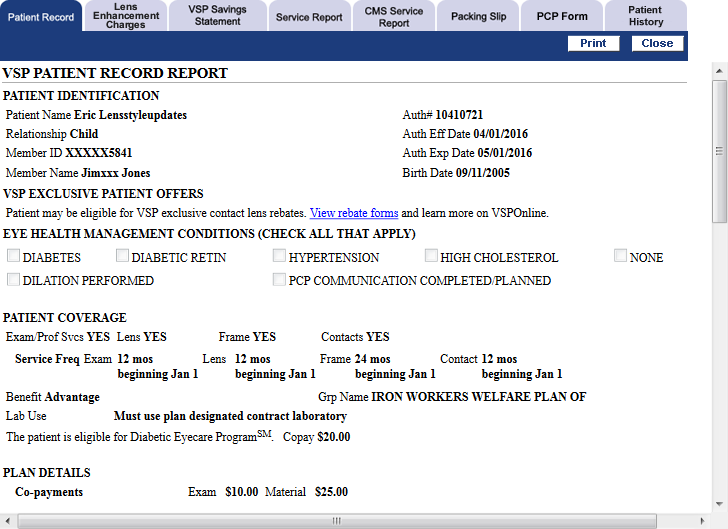 Patient Record
Lens Enhancement Charges
VSP Savings Statement
Service Report
CMS Service Report
Packing Slip
PCP Form
Patient History
Print Close
VSP PATIENT RECORD REPORT
PATIENT IDENTIFICATION
Patient Name Eric Lensstyleupdates Auth# 10410721
Relationship Child Auth Eff Date 04/01/2016
Member ID XXXXX5841 Auth Exp Date 05/01/2016
Member Name Jimxxx Jones Birth Date 09/11/2005
VSP EXCLUSIVE PATIENT OFFERS
Patient may be eligible for VSP exclusive contact lens rebates. View rebate forms and learn more on VSPOnline.
EYE HEALTH MANAGEMENT CONDITIONS (CHECK ALL THAT APPLY)
DIABETES DIABETIC RETIN HYPERTENSION HIGH CHOLESTEROL NONE
DILATION PERFORMED PCP COMMUNICATION COMPLETED/PLANNED
PATIENT COVERAGE
Exam/Prof Svcs YES Lens YES Frame YES Contacts YES
Service Freq Exam 12 mos Lens 12 mos Frame 24 mos Contact 12 mos
beginning Jan 1 beginning Jan 1 beginning Jan 1 beginning Jan 1
Benefit Advantage Grp Name IRON WORKERS WELFARE PLAN OF
Lab Use Must use plan designated contract laboratory
The patient is eligible for Diabetic Eyecare Program℠. Copay $20.00
PLAN DETAILS
Co-payments Exam $10.00 Material $25.00